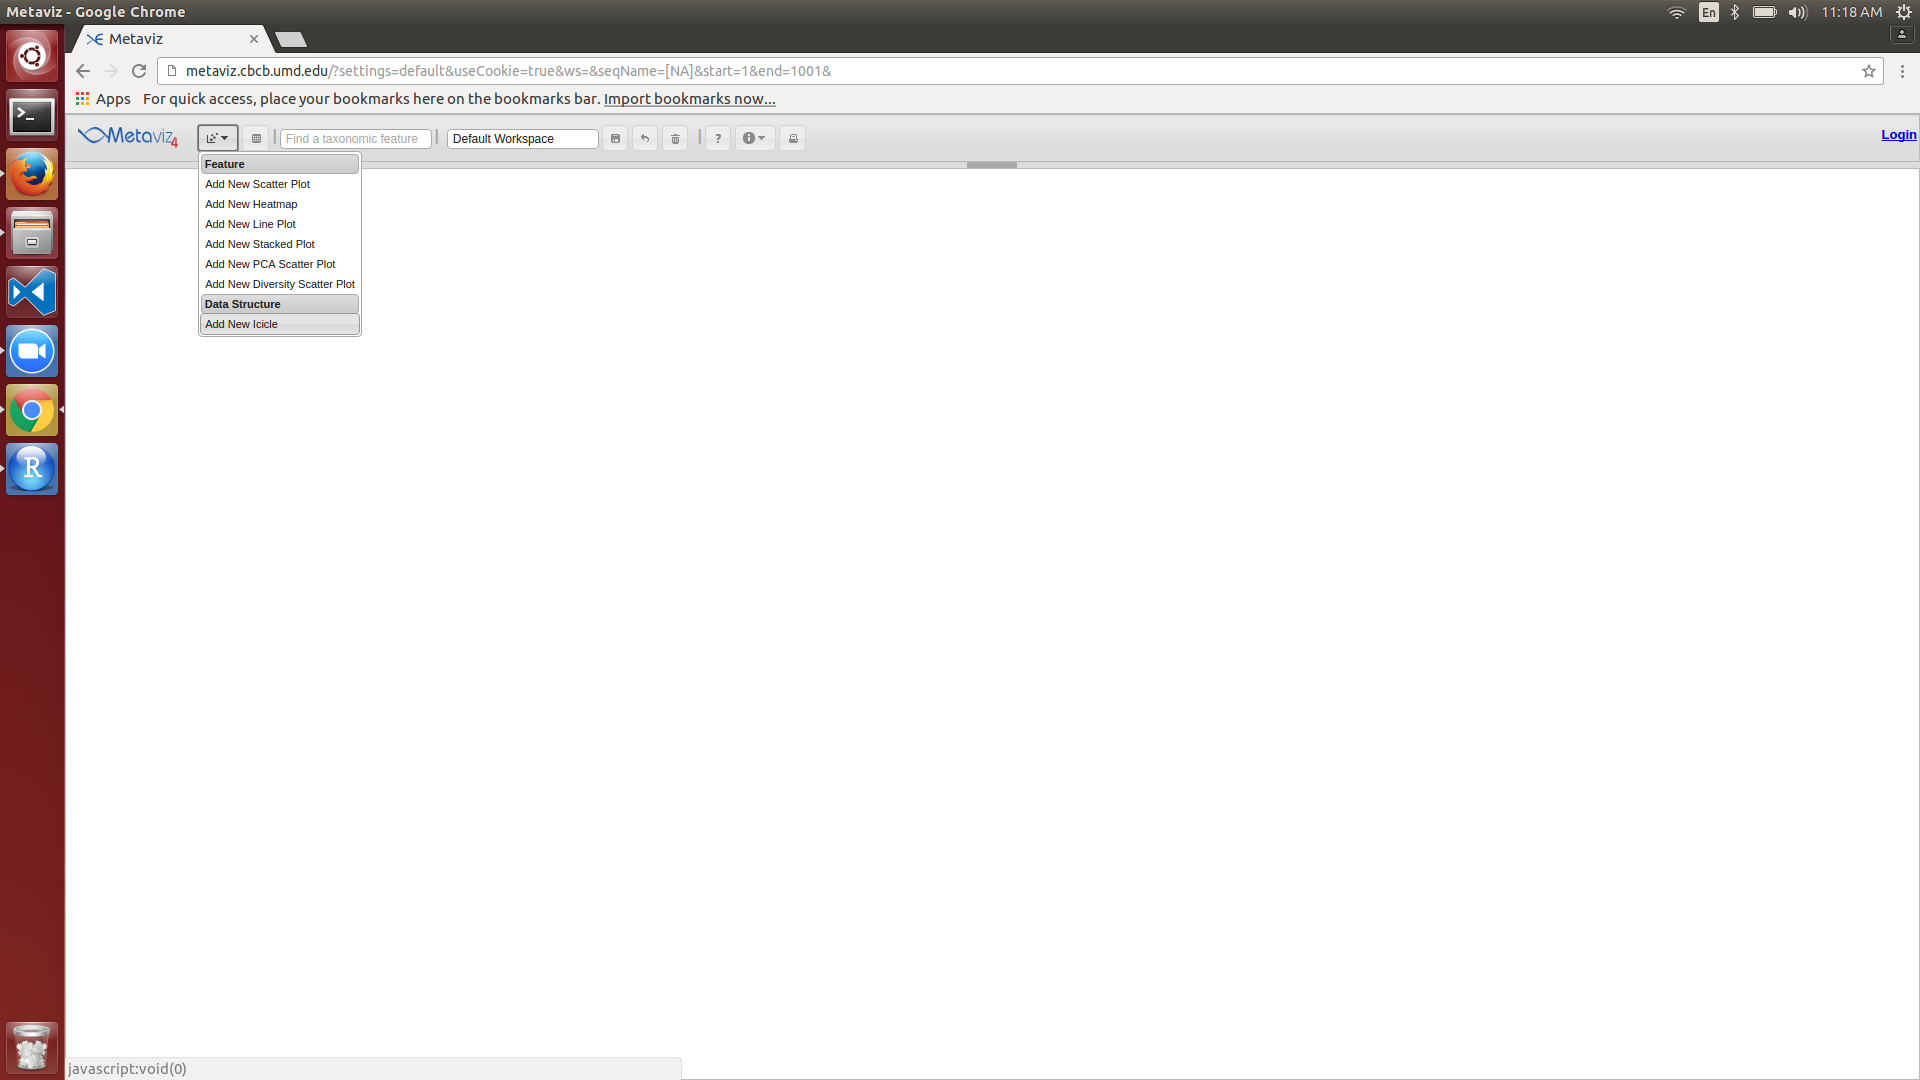 Metaviz - Google Chrome
En
11:18 AM
Metaviz
metaviz.cbcb.umd.edu/?settings=default&useCookie=true&ws=&seqName=[NA]&start=1&end=1001&
Apps For quick access, place your bookmarks here on the bookmarks bar. Import bookmarks now...
Metaviz4
Find a taxonomic feature
Default Workspace
?
Login
Feature
Add New Scatter Plot
Add New Heatmap
Add New Line Plot
Add New Stacked Plot
Add New PCA Scatter Plot
Add New Diversity Scatter Plot
Data Structure
Add New Icicle
R
javascript:void(0)